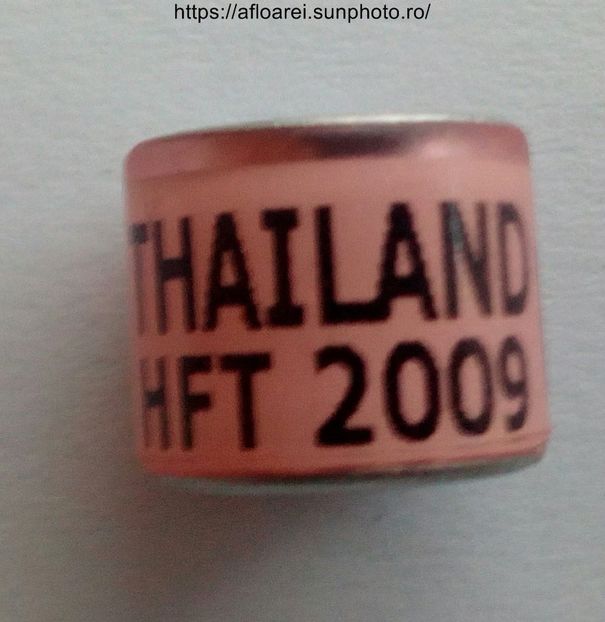 https://afloarei.sunphoto.ro/
THAILAND
HFT 2009